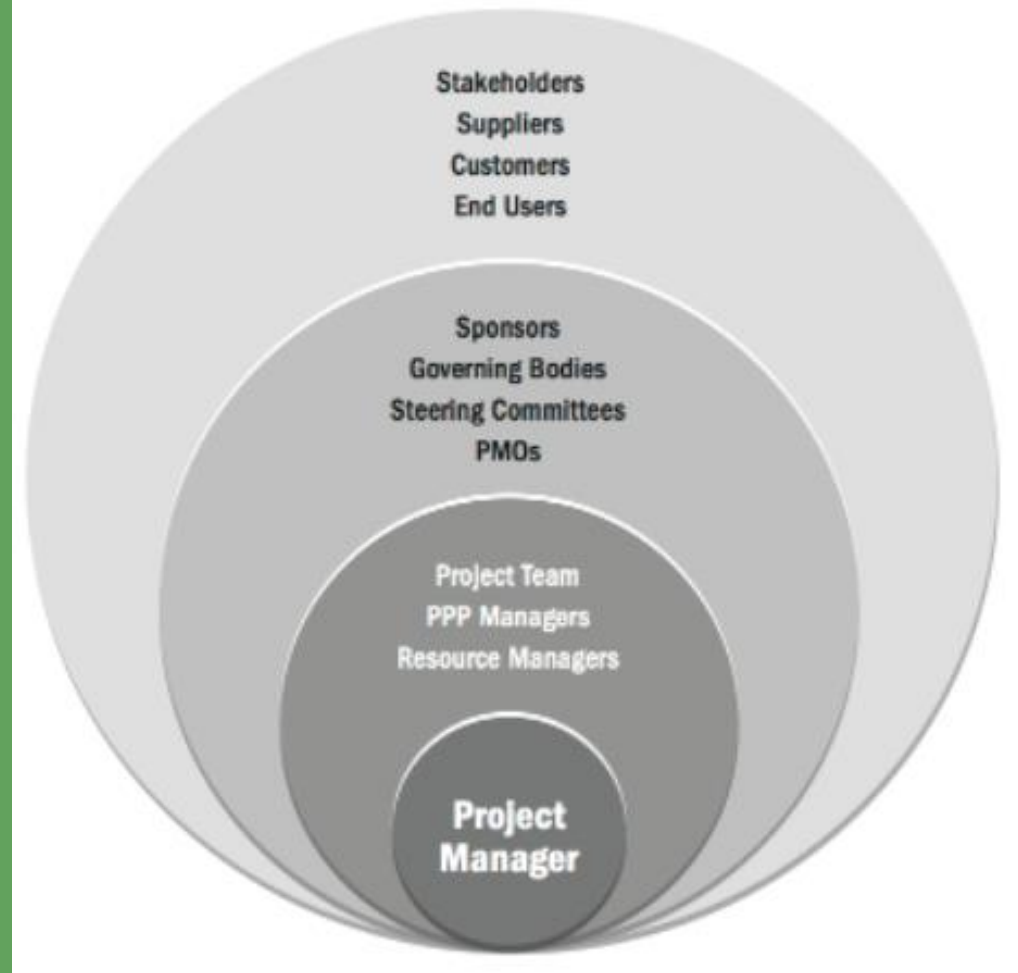 Stakeholders
Suppliers
Customers
End Users
Sponsors
Governing Bodies
Steering Committees
PMOs
Project Team
PPP Managers
Resource Managers
Project
Manager